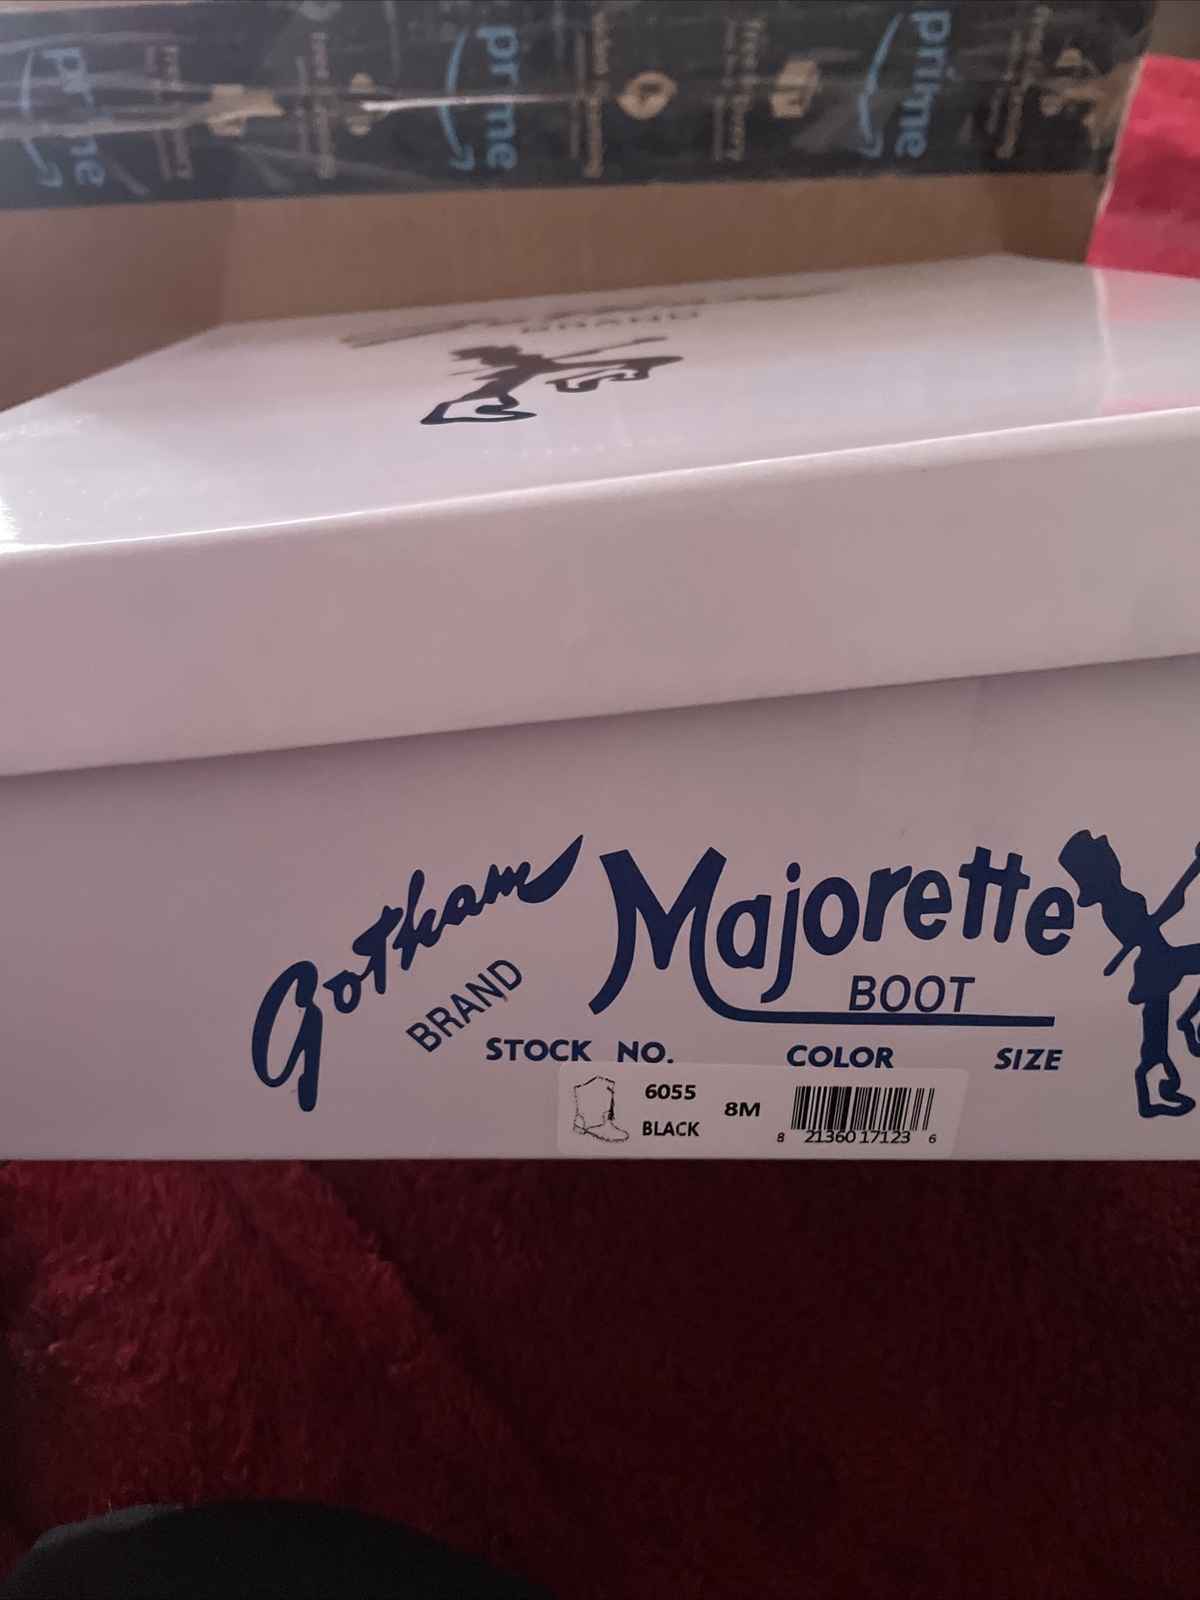 prime
prime
prime
BRAND
Gotham
BRAND
Majorette
BOOT
STOCK NO. COLOR SIZE
6055
8M
BLACK
8 21360 17123 6